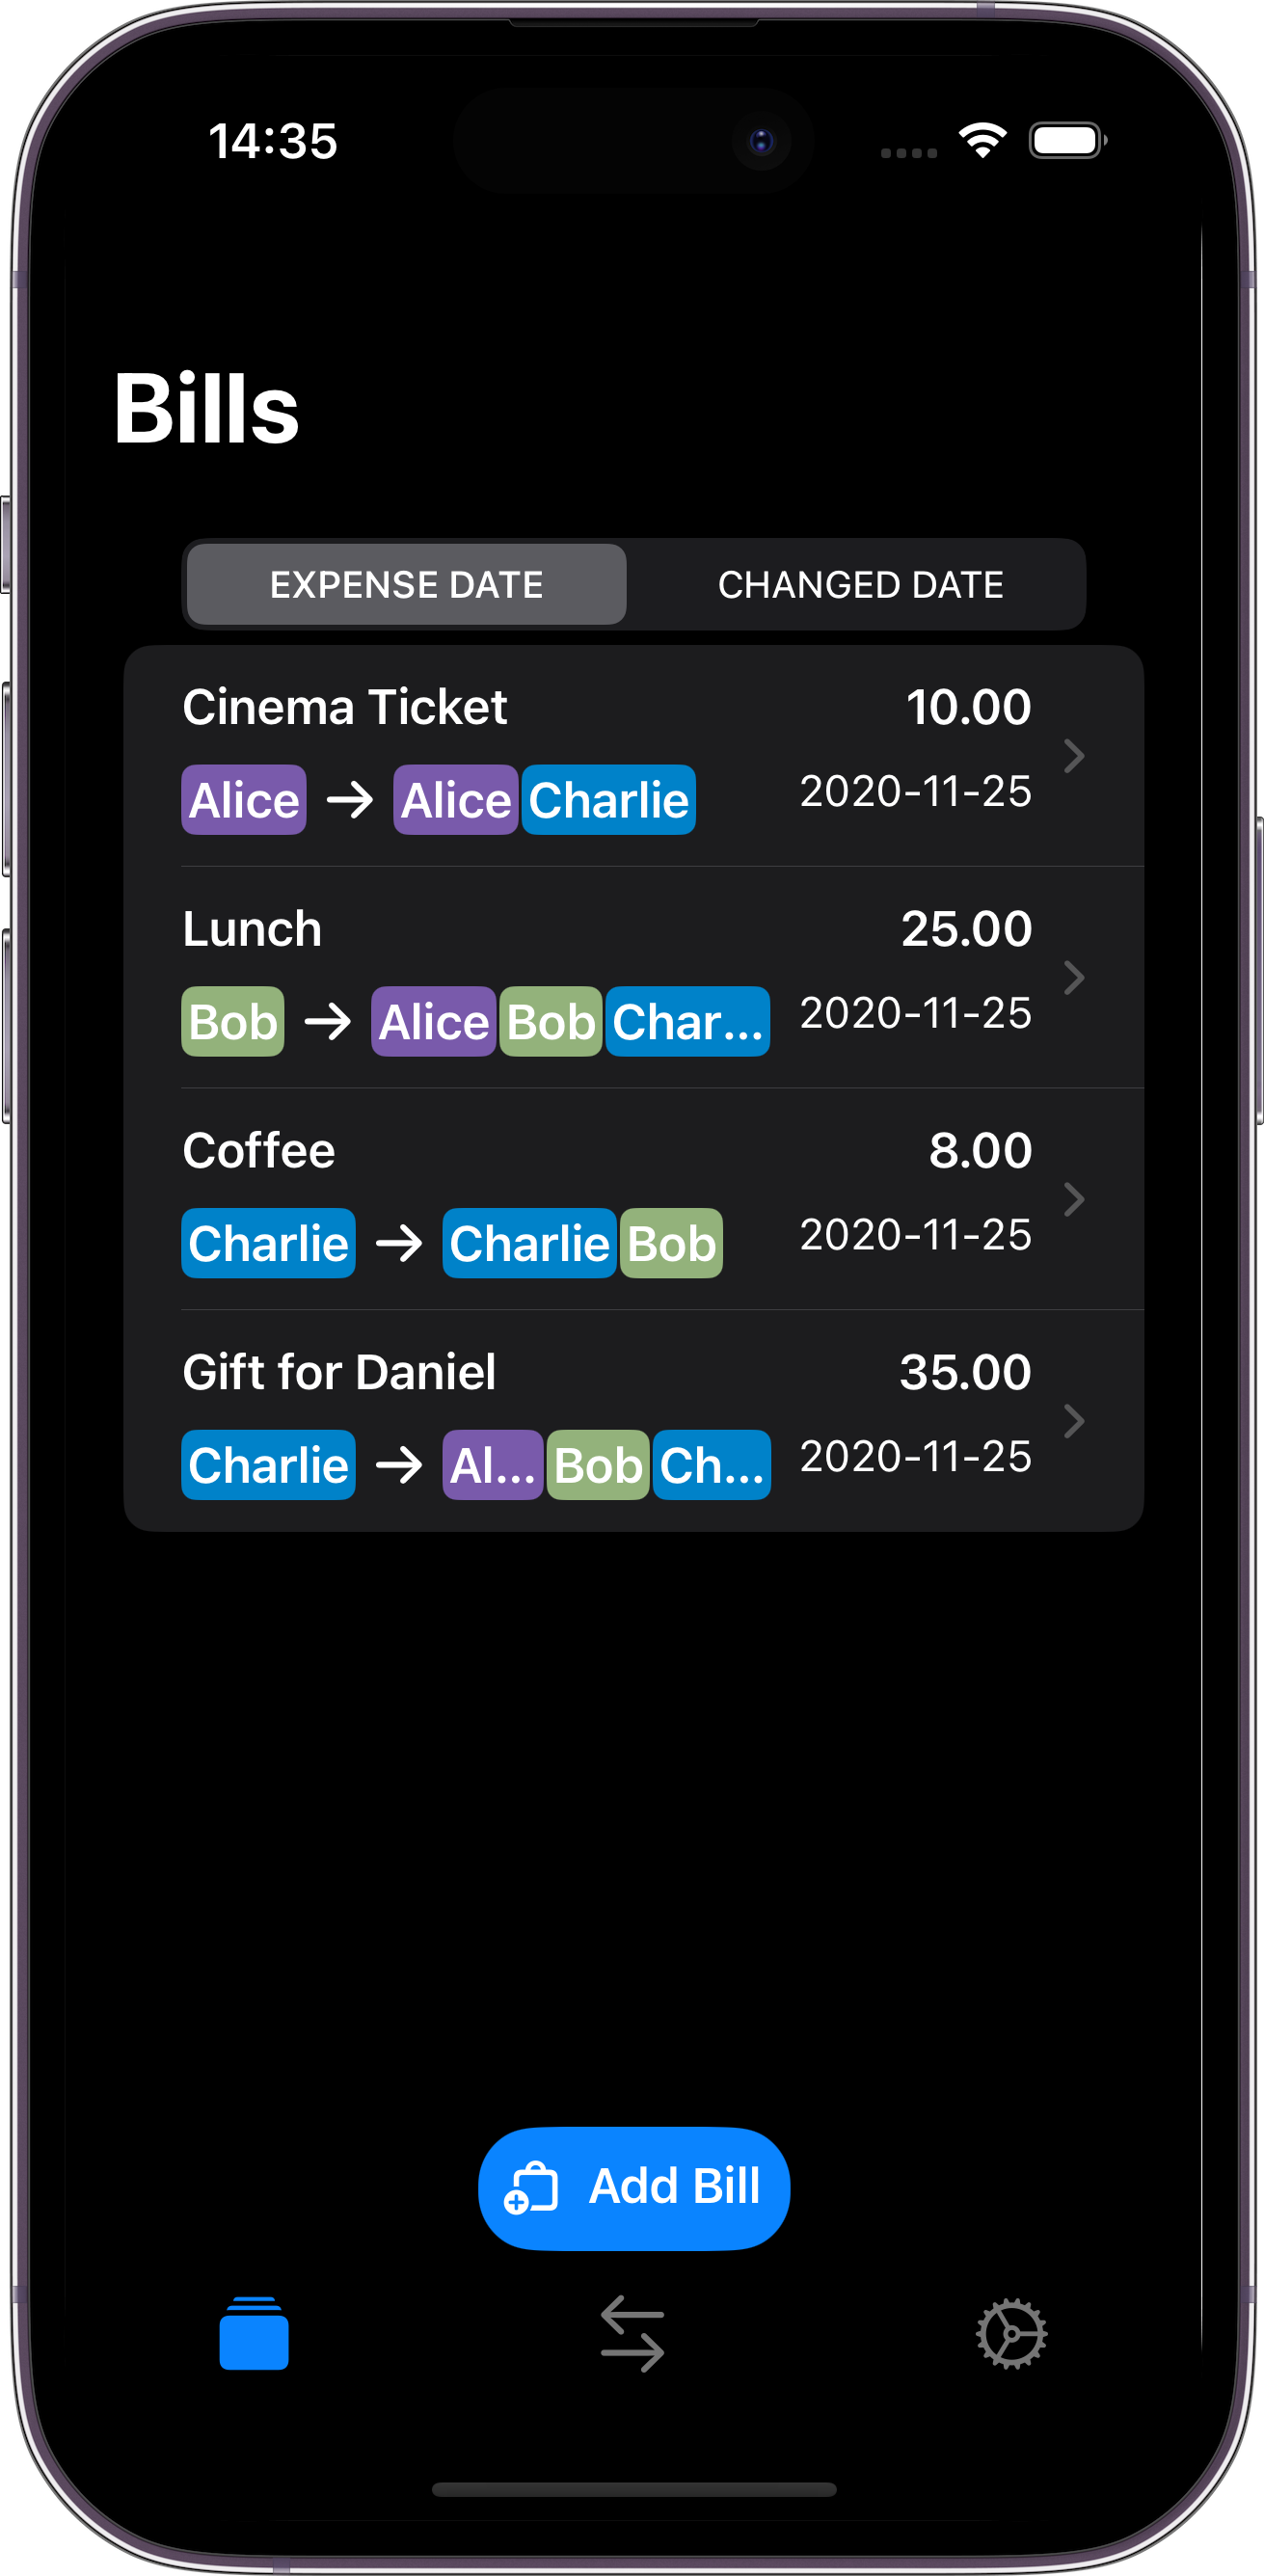 14:35
Bills
EXPENSE DATE CHANGED DATE
Cinema Ticket 10.00
Alice → Alice Charlie 2020-11-25
Lunch 25.00
Bob → Alice Bob Char... 2020-11-25
Coffee 8.00
Charlie → Charlie Bob 2020-11-25
Gift for Daniel 35.00
Charlie → Al... Bob Ch... 2020-11-25
Add Bill